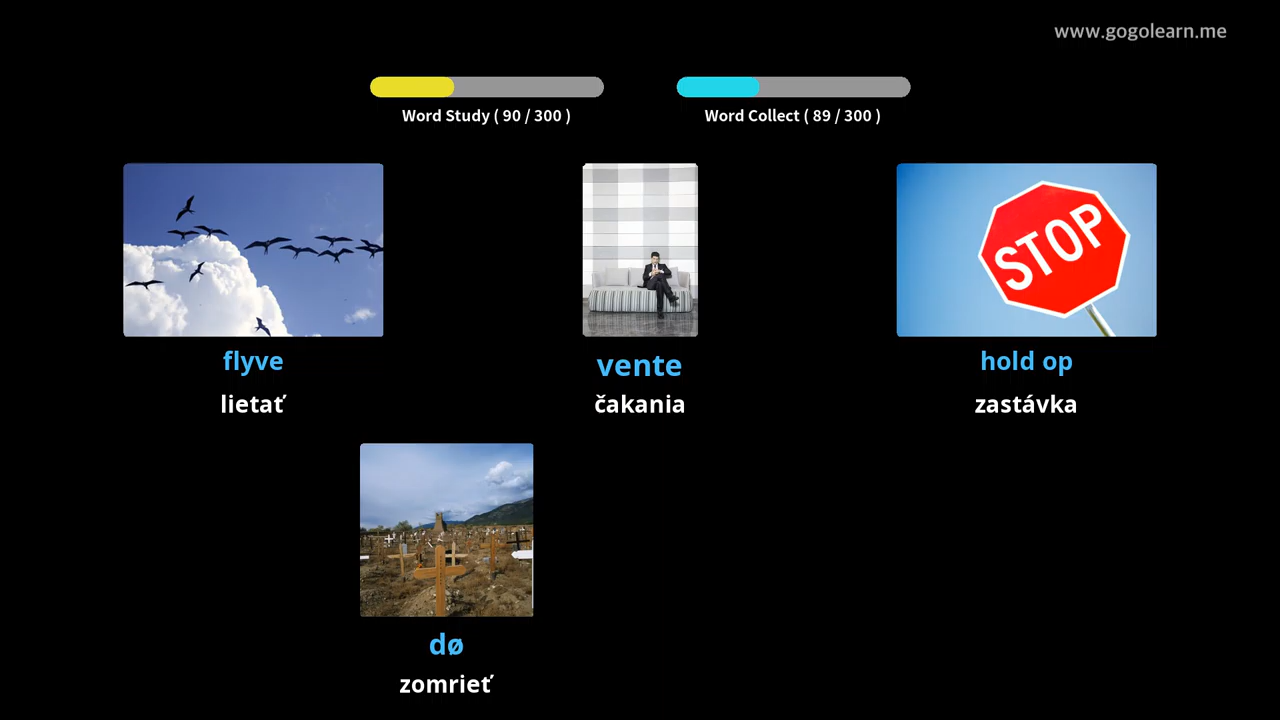 www.gogolearn.me
Word Study ( 90 / 300 )
Word Collect ( 89 / 300 )
STOP
flyve
vente
hold op
lietať
čakania
zastávka
dø
zomrieť